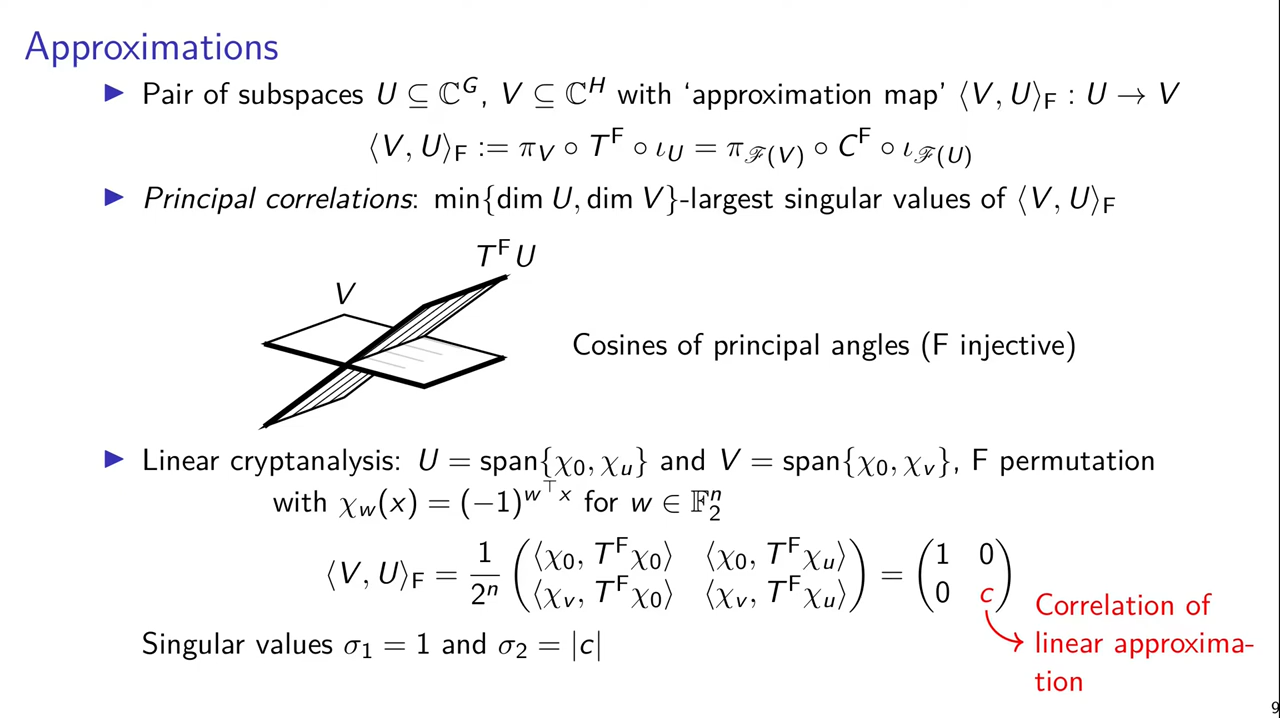 Approximations
▶ Pair of subspaces U ⊆ ℂ^G, V ⊆ ℂ^H with ‘approximation map’ ⟨V, U⟩_F : U → V
⟨V, U⟩_F := π_V ∘ T^F ∘ ι_U = π_ℱ(V) ∘ C^F ∘ ι_ℱ(U)
▶ Principal correlations: min{dim U, dim V}-largest singular values of ⟨V, U⟩_F
T^F U
V
Cosines of principal angles (F injective)
▶ Linear cryptanalysis: U = span{χ_0, χ_u} and V = span{χ_0, χ_v}, F permutation
with χ_w(x) = (−1)^{w^⊤ x} for w ∈ 𝔽_2^n
⟨V, U⟩_F = 1/2^n (⟨χ_0, T^F χ_0⟩ ⟨χ_0, T^F χ_u⟩ ; ⟨χ_v, T^F χ_0⟩ ⟨χ_v, T^F χ_u⟩) = (1 0 ; 0 c)
Correlation of
linear approxima-
tion
Singular values σ_1 = 1 and σ_2 = |c|
9